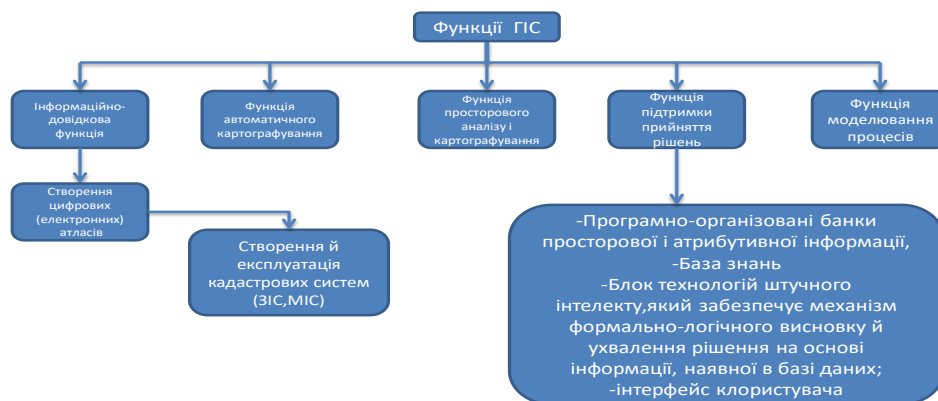 Функції ГІС
Інформаційно-
довідкова
функція
Функція
автоматичного
картографування
Функція
просторового
аналізу і
картографування
Функція
підтримки
прийняття
рішень
Функція
моделювання
процесів
Створення
цифрових
(електронних)
атласів
Створення й
експлуатація
кадастрових систем
(ЗІС,МІС)
-Програмно-організовані банки
просторової і атрибутивної інформації,
-База знань
-Блок технологій штучного
інтелекту,який забезпечує механізм
формально-логічного висновку й
ухвалення рішення на основі
інформації, наявної в базі даних;
-інтерфейс клористувача